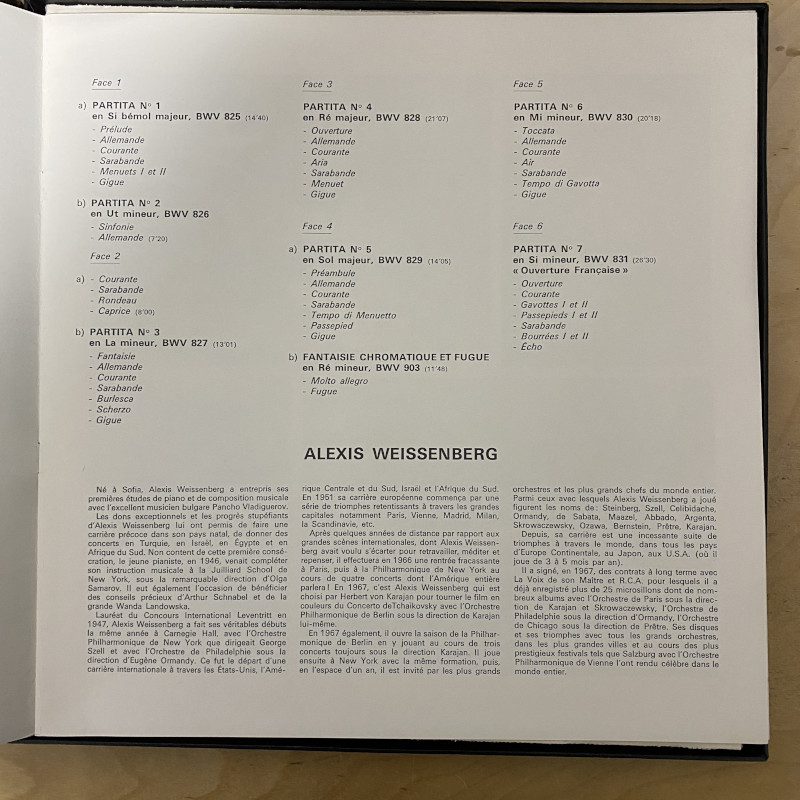 Face 1
a) PARTITA Nº 1
en Si bémol majeur, BWV 825 (14'40)
- Prélude
- Allemande
- Courante
- Sarabande
- Menuets I et II
- Gigue
b) PARTITA Nº 2
en Ut mineur, BWV 826
- Sinfonie
- Allemande (7'20)
Face 2
a) - Courante
- Sarabande
- Rondeau
- Caprice (8'00)
b) PARTITA Nº 3
en La mineur, BWV 827 (13'01)
- Fantaisie
- Allemande
- Courante
- Sarabande
- Burlesca
- Scherzo
- Gigue
Face 3
PARTITA Nº 4
en Ré majeur, BWV 828 (21'07)
- Ouverture
- Allemande
- Courante
- Aria
- Sarabande
- Menuet
- Gigue
Face 4
a) PARTITA Nº 5
en Sol majeur, BWV 829 (14'05)
- Préambule
- Allemande
- Courante
- Sarabande
- Tempo di Menuetto
- Passepied
- Gigue
b) FANTAISIE CHROMATIQUE ET FUGUE
en Ré mineur, BWV 903 (11'48)
- Molto allegro
- Fugue
Face 5
PARTITA Nº 6
en Mi mineur, BWV 830 (20'18)
- Toccata
- Allemande
- Courante
- Air
- Sarabande
- Tempo di Gavotta
- Gigue
Face 6
PARTITA Nº 7
en Si mineur, BWV 831 (26'30)
« Ouverture Française »
- Ouverture
- Courante
- Gavottes I et II
- Passepieds I et II
- Sarabande
- Bourrées I et II
- Echo
ALEXIS WEISSENBERG
Né à Sofia, Alexis Weissenberg a entrepris ses
premières études de piano et de composition musicale
avec l'excellent musicien bulgare Pancho Vladiguerov.
Les dons exceptionnels et les progrès stupéfiants
d'Alexis Weissenberg lui ont permis de faire une
carrière précoce dans son pays natal, de donner des
concerts en Turquie, en Israël, en Égypte et en
Afrique du Sud. Non content de cette première consé-
cration, le jeune pianiste, en 1946, venait compléter
son instruction musicale à la Juilliard School de
New York, sous la remarquable direction d'Olga
Samarov. Il eut également l'occasion de bénéficier
des conseils précieux d'Arthur Schnabel et de la
grande Wanda Landowska.
Lauréat du Concours International Leventritt en
1947, Alexis Weissenberg a fait ses véritables débuts
la même année à Carnegie Hall, avec l'Orchestre
Philharmonique de New York que dirigeait George
Szell et avec l'Orchestre de Philadelphie sous la
direction d'Eugène Ormandy. Ce fut le départ d'une
carrière internationale à travers les États-Unis, l'Amé-
rique Centrale et du Sud, Israël et l'Afrique du Sud.
En 1951 sa carrière européenne commença par une
série de triomphes retentissants à travers les grandes
capitales notamment Paris, Vienne, Madrid, Milan,
la Scandinavie, etc.
Après quelques années de distance par rapport aux
grandes scènes internationales, dont Alexis Weissen-
berg avait voulu s'écarter pour retravailler, méditer et
repenser, il effectuera en 1966 une rentrée fracassante
à Paris, puis à la Philharmonique de New York au
cours de quatre concerts dont l'Amérique entière
parlera ! En 1967, c'est Alexis Weissenberg qui est
choisi par Herbert von Karajan pour tourner le film en
couleurs du Concerto deTchaikovsky avec l'Orchestre
Philharmonique de Berlin sous la direction de Karajan
lui-même.
En 1967 également, il ouvre la saison de la Philhar-
monique de Berlin en y jouant au cours de trois
concerts toujours sous la direction Karajan. Il joue
ensuite à New York avec la même formation, puis,
en l'espace d'un an, il est invité par les plus grands
orchestres et les plus grands chefs du monde entier.
Parmi ceux avec lesquels Alexis Weissenberg a joué
figurent les noms de : Steinberg, Szell, Celibidache,
Ormandy, de Sabata, Maazel, Abbado, Argenta,
Skrowaczewsky, Ozawa, Bernstein, Prêtre, Karajan.
Depuis, sa carrière est une incessante suite de
triomphes à travers le monde, dans tous les pays
d'Europe Continentale, au Japon, aux U.S.A. (où il
joue de 3 à 5 mois par an).
Il a signé, en 1967, des contrats à long terme avec
La Voix de son Maître et R.C.A. pour lesquels il a
déjà enregistré plus de 25 microsillons dont de nom-
breux albums avec l'Orchestre de Paris sous la direc-
tion de Karajan et Skrowaczewsky, l'Orchestre de
Philadelphie sous la direction d'Ormandy, l'Orchestre
de Chicago sous la direction de Prêtre. Ses disques
et ses triomphes avec tous les grands orchestres,
dans les plus grandes villes et au cours des plus
prestigieux festivals tels que Salzburg avec l'Orchestre
Philharmonique de Vienne l'ont rendu célèbre dans le
monde entier.